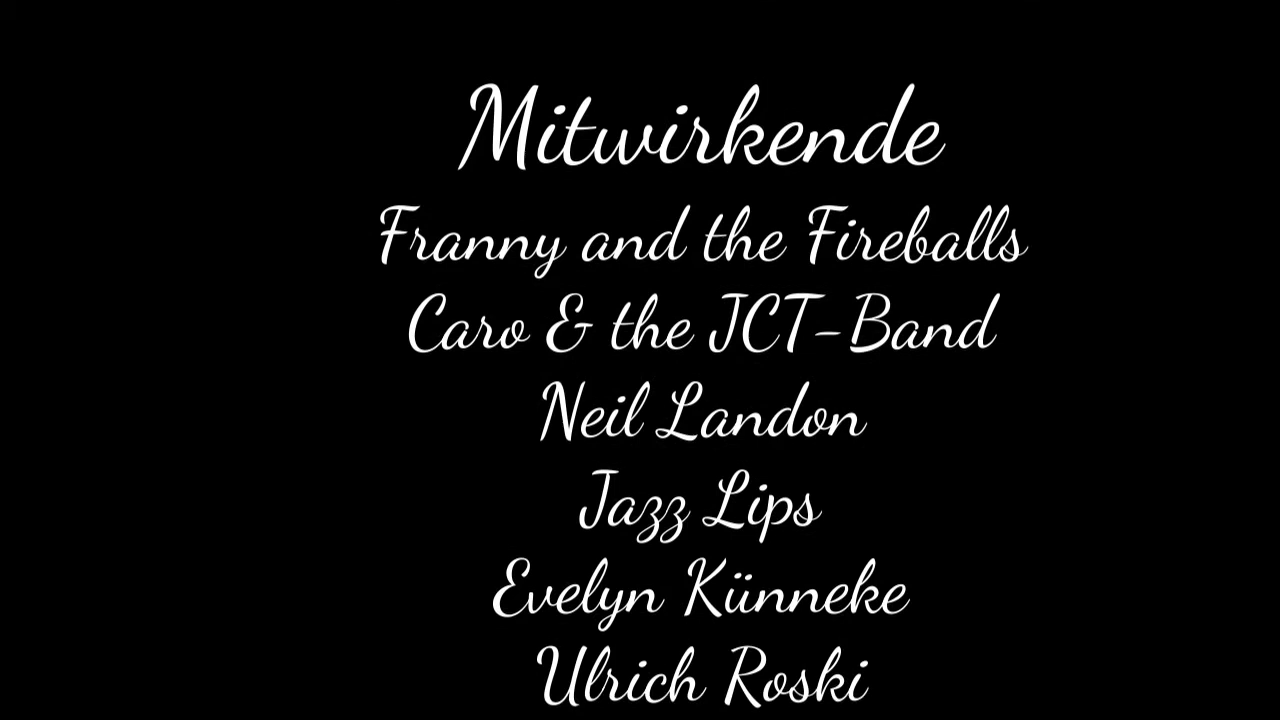 Mitwirkende
Franny and the Fireballs
Caro & the JCT-Band
Neil Landon
Jazz Lips
Evelyn Künneke
Ulrich Roski